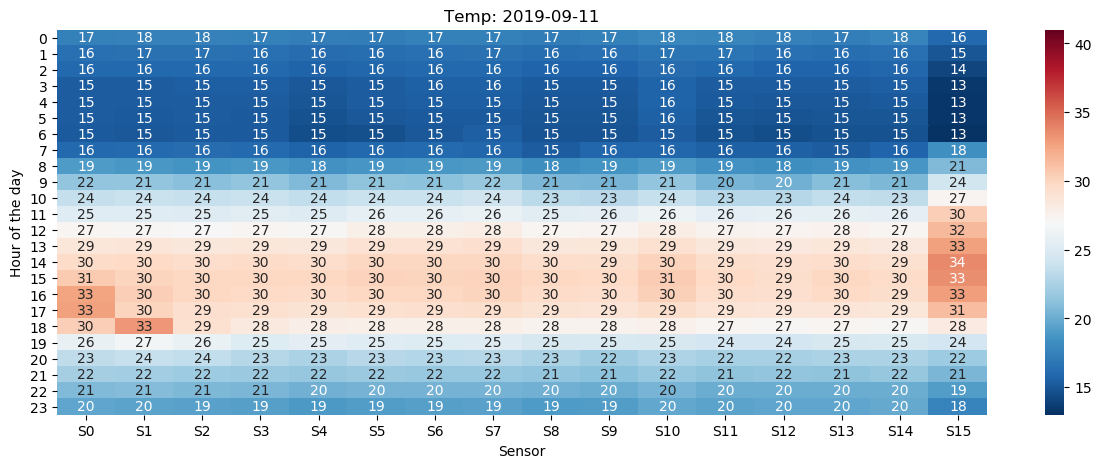 Temp: 2019-09-11
0 17 18 18 17 17 17 17 17 17 17 18 18 18 17 18 16
1 16 17 17 16 16 16 16 16 16 16 17 17 16 16 16 15
2 16 16 16 16 16 16 16 16 16 16 16 16 16 16 16 14
3 15 15 15 15 15 15 16 16 15 15 16 15 15 15 15 13
4 15 15 15 15 15 15 15 15 15 15 16 15 15 15 15 13
5 15 15 15 15 15 15 15 15 15 15 16 15 15 15 15 13
6 15 15 15 15 15 15 15 15 15 15 15 15 15 15 15 13
7 16 16 16 16 16 16 16 16 15 16 16 16 16 15 16 18
8 19 19 19 19 18 19 19 19 18 19 19 19 18 19 19 21
9 22 21 21 21 21 21 21 22 21 21 21 20 20 21 21 24
10 24 24 24 24 24 24 24 24 23 23 24 23 23 24 23 27
11 25 25 25 25 25 26 26 26 25 26 26 26 26 26 26 30
12 27 27 27 27 27 28 28 28 27 27 28 27 27 28 27 32
13 29 29 29 29 29 29 29 29 29 29 29 29 29 29 28 33
14 30 30 30 30 30 30 30 30 30 29 30 29 29 30 29 34
15 31 30 30 30 30 30 30 30 30 30 31 30 30 30 30 33
16 33 30 30 30 30 30 30 30 30 30 30 30 29 30 29 33
17 33 30 29 29 29 29 29 29 29 29 29 29 29 29 29 31
18 30 33 29 28 28 28 28 28 28 28 28 27 27 27 27 28
19 26 27 26 25 25 25 25 25 25 25 25 24 24 25 25 24
20 23 24 24 23 23 23 23 23 23 22 23 22 22 23 23 22
21 22 22 22 22 22 22 22 22 21 21 22 21 22 21 22 21
22 21 21 21 21 20 20 20 20 20 20 20 20 20 20 20 19
23 20 20 19 19 19 19 19 19 19 19 20 20 20 20 20 18
S0 S1 S2 S3 S4 S5 S6 S7 S8 S9 S10 S11 S12 S13 S14 S15
Sensor
Hour of the day
40
35
30
25
20
15